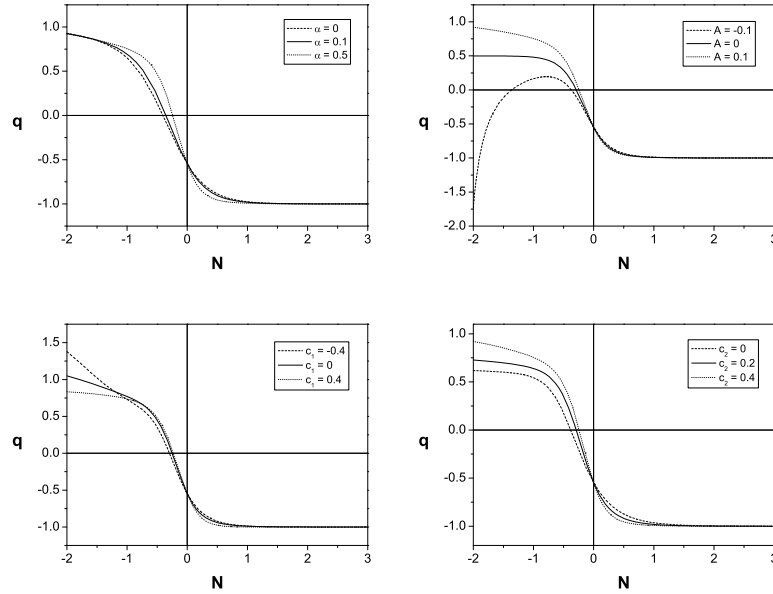 α = 0
α = 0.1
α = 0.5
1.0
0.5
0.0
-0.5
-1.0
q
-2 -1 0 1 2 3
N
A = -0.1
A = 0
A = 0.1
1.0
0.5
0.0
-0.5
-1.0
-1.5
-2.0
q
-2 -1 0 1 2 3
N
c₁ = -0.4
c₁ = 0
c₁ = 0.4
1.5
1.0
0.5
0.0
-0.5
-1.0
q
-2 -1 0 1 2 3
N
c₂ = 0
c₂ = 0.2
c₂ = 0.4
1.0
0.5
0.0
-0.5
-1.0
q
-2 -1 0 1 2 3
N